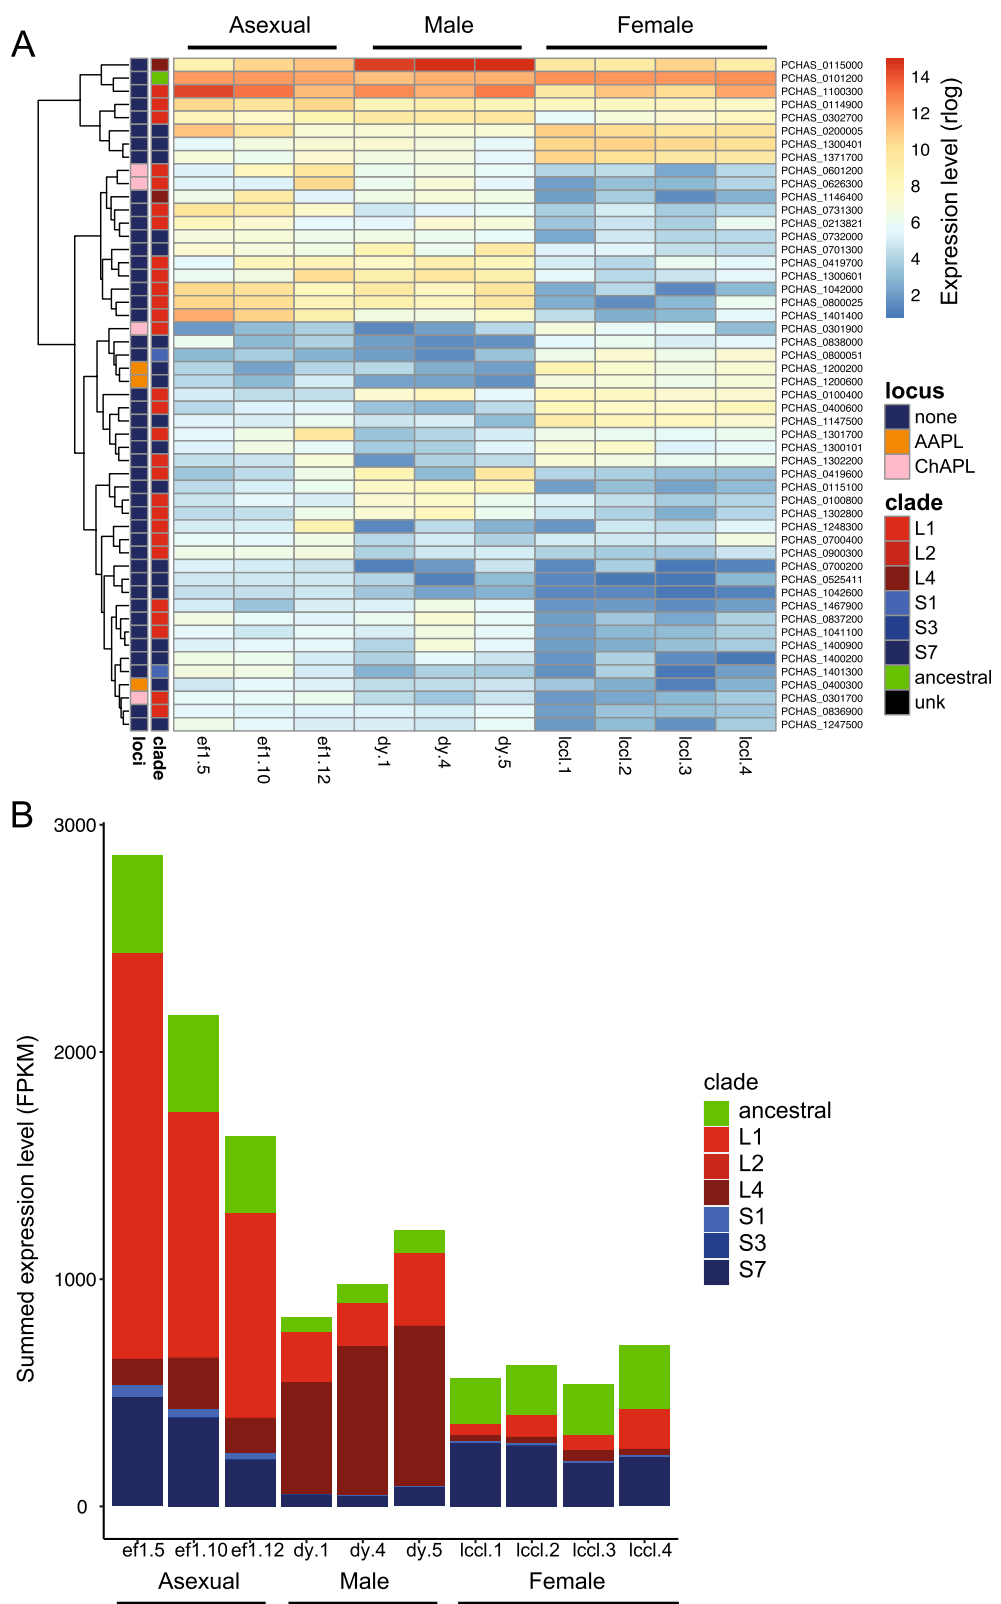 A
Asexual
Male
Female
PCHAS_0115000
PCHAS_0101200
PCHAS_1100300
PCHAS_0114900
PCHAS_0302700
PCHAS_0200005
PCHAS_1300401
PCHAS_1371700
PCHAS_0601200
PCHAS_0626300
PCHAS_1146400
PCHAS_0731300
PCHAS_0213821
PCHAS_0732000
PCHAS_0701300
PCHAS_0419700
PCHAS_1300601
PCHAS_1042000
PCHAS_0800025
PCHAS_1401400
PCHAS_0301900
PCHAS_0838000
PCHAS_0800051
PCHAS_1200200
PCHAS_1200600
PCHAS_0100400
PCHAS_0400600
PCHAS_1147500
PCHAS_1301700
PCHAS_1300101
PCHAS_1302200
PCHAS_0419600
PCHAS_0115100
PCHAS_0100800
PCHAS_1302800
PCHAS_1248300
PCHAS_0700400
PCHAS_0900300
PCHAS_0700200
PCHAS_0525411
PCHAS_1042600
PCHAS_1467900
PCHAS_0837200
PCHAS_1041100
PCHAS_1400900
PCHAS_1400200
PCHAS_1401300
PCHAS_0400300
PCHAS_0301700
PCHAS_0836900
PCHAS_1247500
loci
clade
ef1.5
ef1.10
ef1.12
dy.1
dy.4
dy.5
lccl.1
lccl.2
lccl.3
lccl.4
14
12
10
8
6
4
2
Expression level (rlog)
locus
none
AAPL
ChAPL
clade
L1
L2
L4
S1
S3
S7
ancestral
unk
B
3000
2000
1000
0
Summed expression level (FPKM)
ef1.5 ef1.10 ef1.12 dy.1 dy.4 dy.5 lccl.1 lccl.2 lccl.3 lccl.4
Asexual Male Female
clade
ancestral
L1
L2
L4
S1
S3
S7